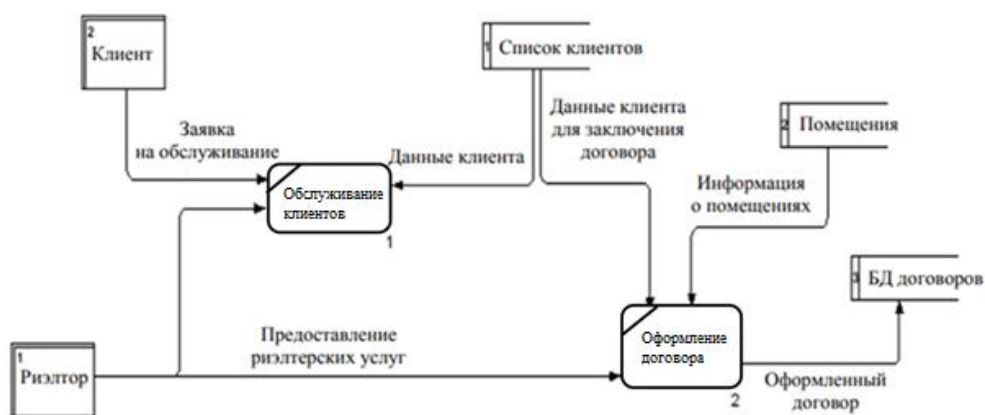 2
Клиент
1
Список клиентов
Заявка
на обслуживание
Данные клиента
Данные клиента
для заключения
договора
2
Помещения
Обслуживание
клиентов
1
Информация
о помещениях
3
БД договоров
1
Риэлтор
Предоставление
риэлтерских услуг
Оформление
договора
2
Оформленный
договор